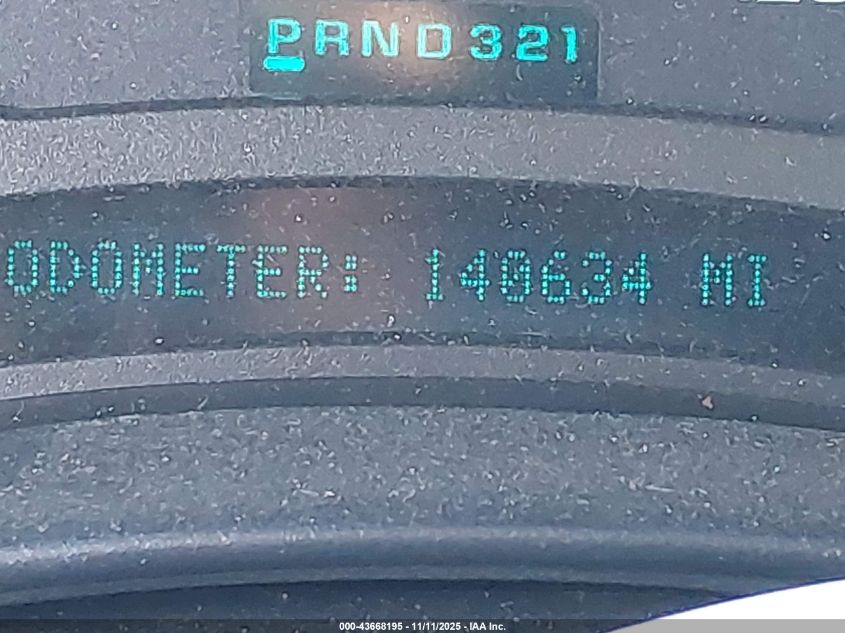 PRND321
ODOMETER: 140634 MI
000-43668195 - 11/11/2025 - IAA Inc.